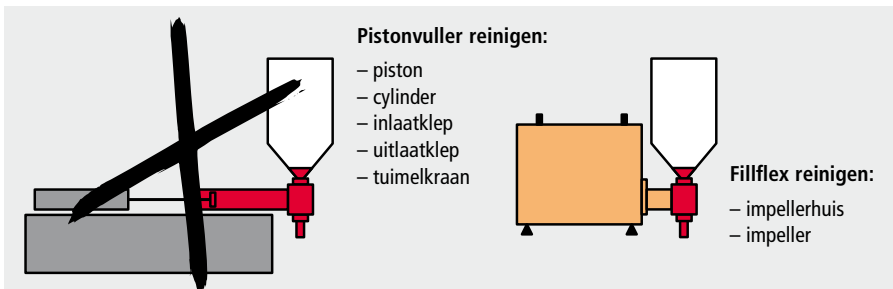 Pistonvuller reinigen:
– piston
– cylinder
– inlaatklep
– uitlaatklep
– tuimelkraan
Fillflex reinigen:
– impellerhuis
– impeller